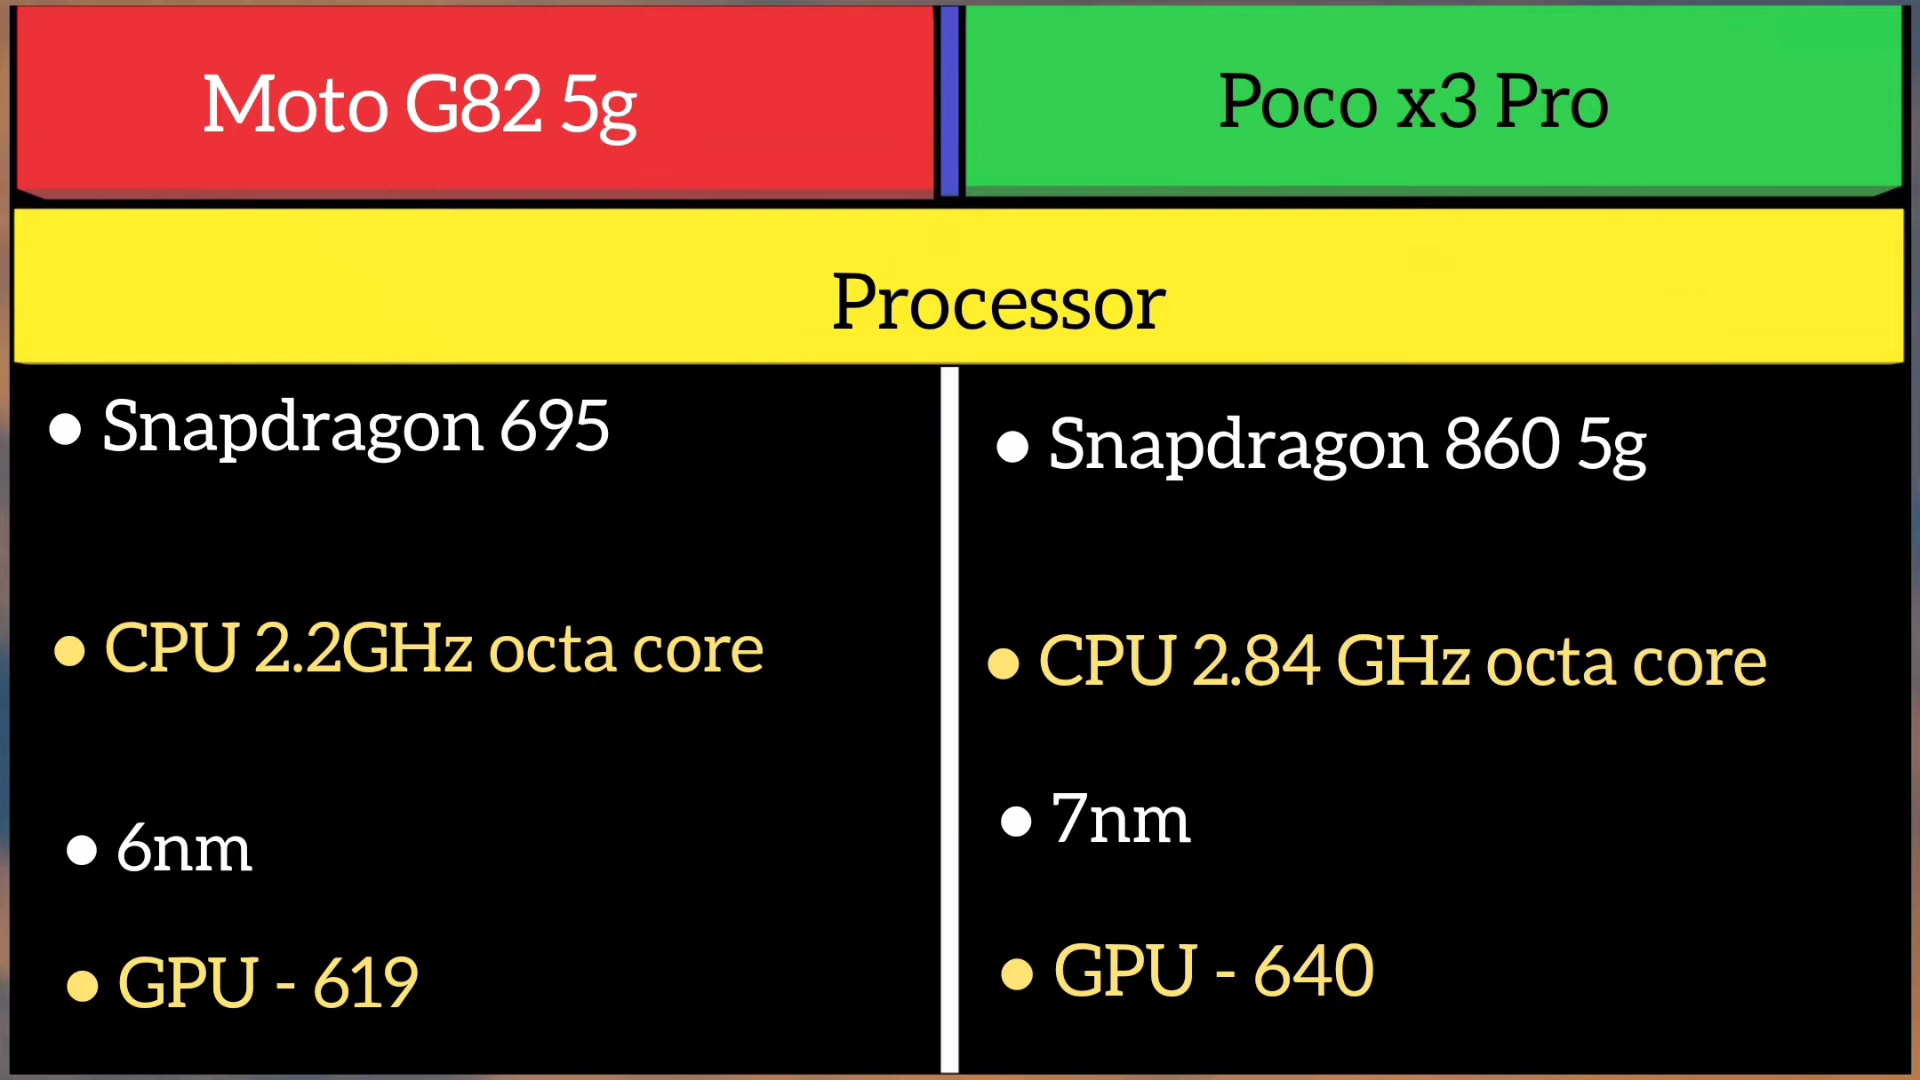 Moto G82 5g
Poco x3 Pro
Processor
• Snapdragon 695
• CPU 2.2GHz octa core
• 6nm
• GPU - 619
• Snapdragon 860 5g
• CPU 2.84 GHz octa core
• 7nm
• GPU - 640